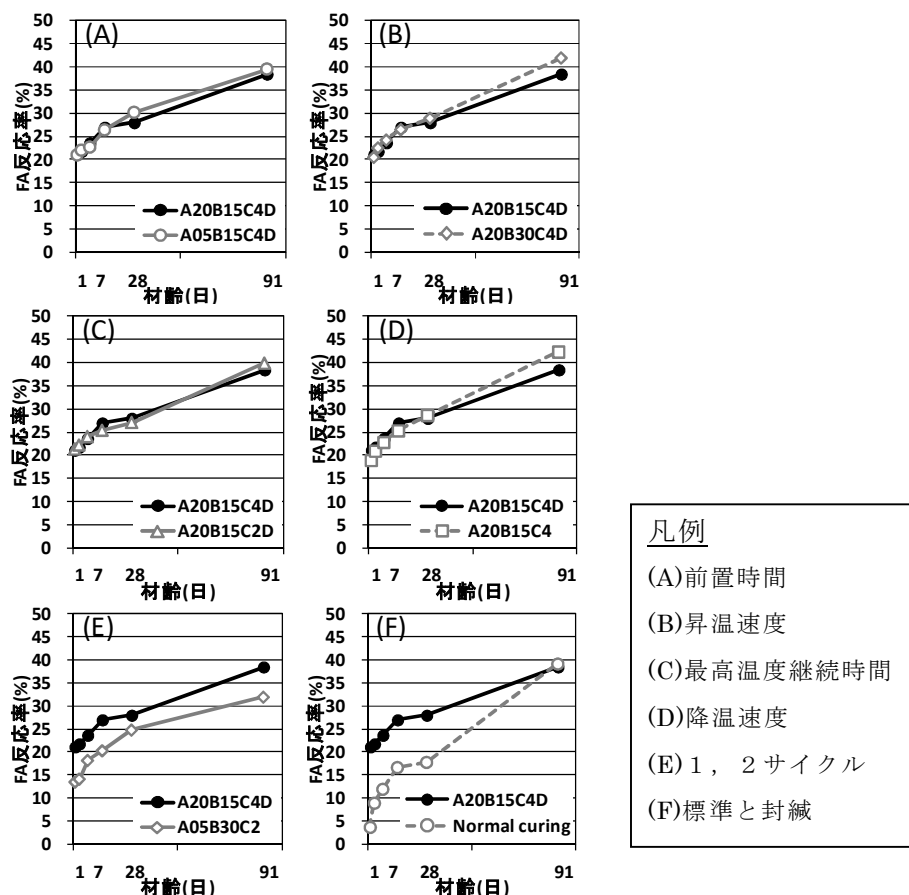 (A)
50
45
40
35
30
25
20
15
10
5
0
FA反応率(%)
A20B15C4D
A05B15C4D
1 7 28 91
材齢(日)
(B)
50
45
40
35
30
25
20
15
10
5
0
FA反応率(%)
A20B15C4D
A20B30C4D
1 7 28 91
材齢(日)
(C)
50
45
40
35
30
25
20
15
10
5
0
FA反応率(%)
A20B15C4D
A20B15C2D
1 7 28 91
材齢(日)
(D)
50
45
40
35
30
25
20
15
10
5
0
FA反応率(%)
A20B15C4D
A20B15C4
1 7 28 91
材齢(日)
(E)
50
45
40
35
30
25
20
15
10
5
0
FA反応率(%)
A20B15C4D
A05B30C2
1 7 28 91
材齢(日)
(F)
50
45
40
35
30
25
20
15
10
5
0
FA反応率(%)
A20B15C4D
Normal curing
1 7 28 91
材齢(日)
凡例
(A)前置時間
(B)昇温速度
(C)最高温度継続時間
(D)降温速度
(E)１，２サイクル
(F)標準と封緘